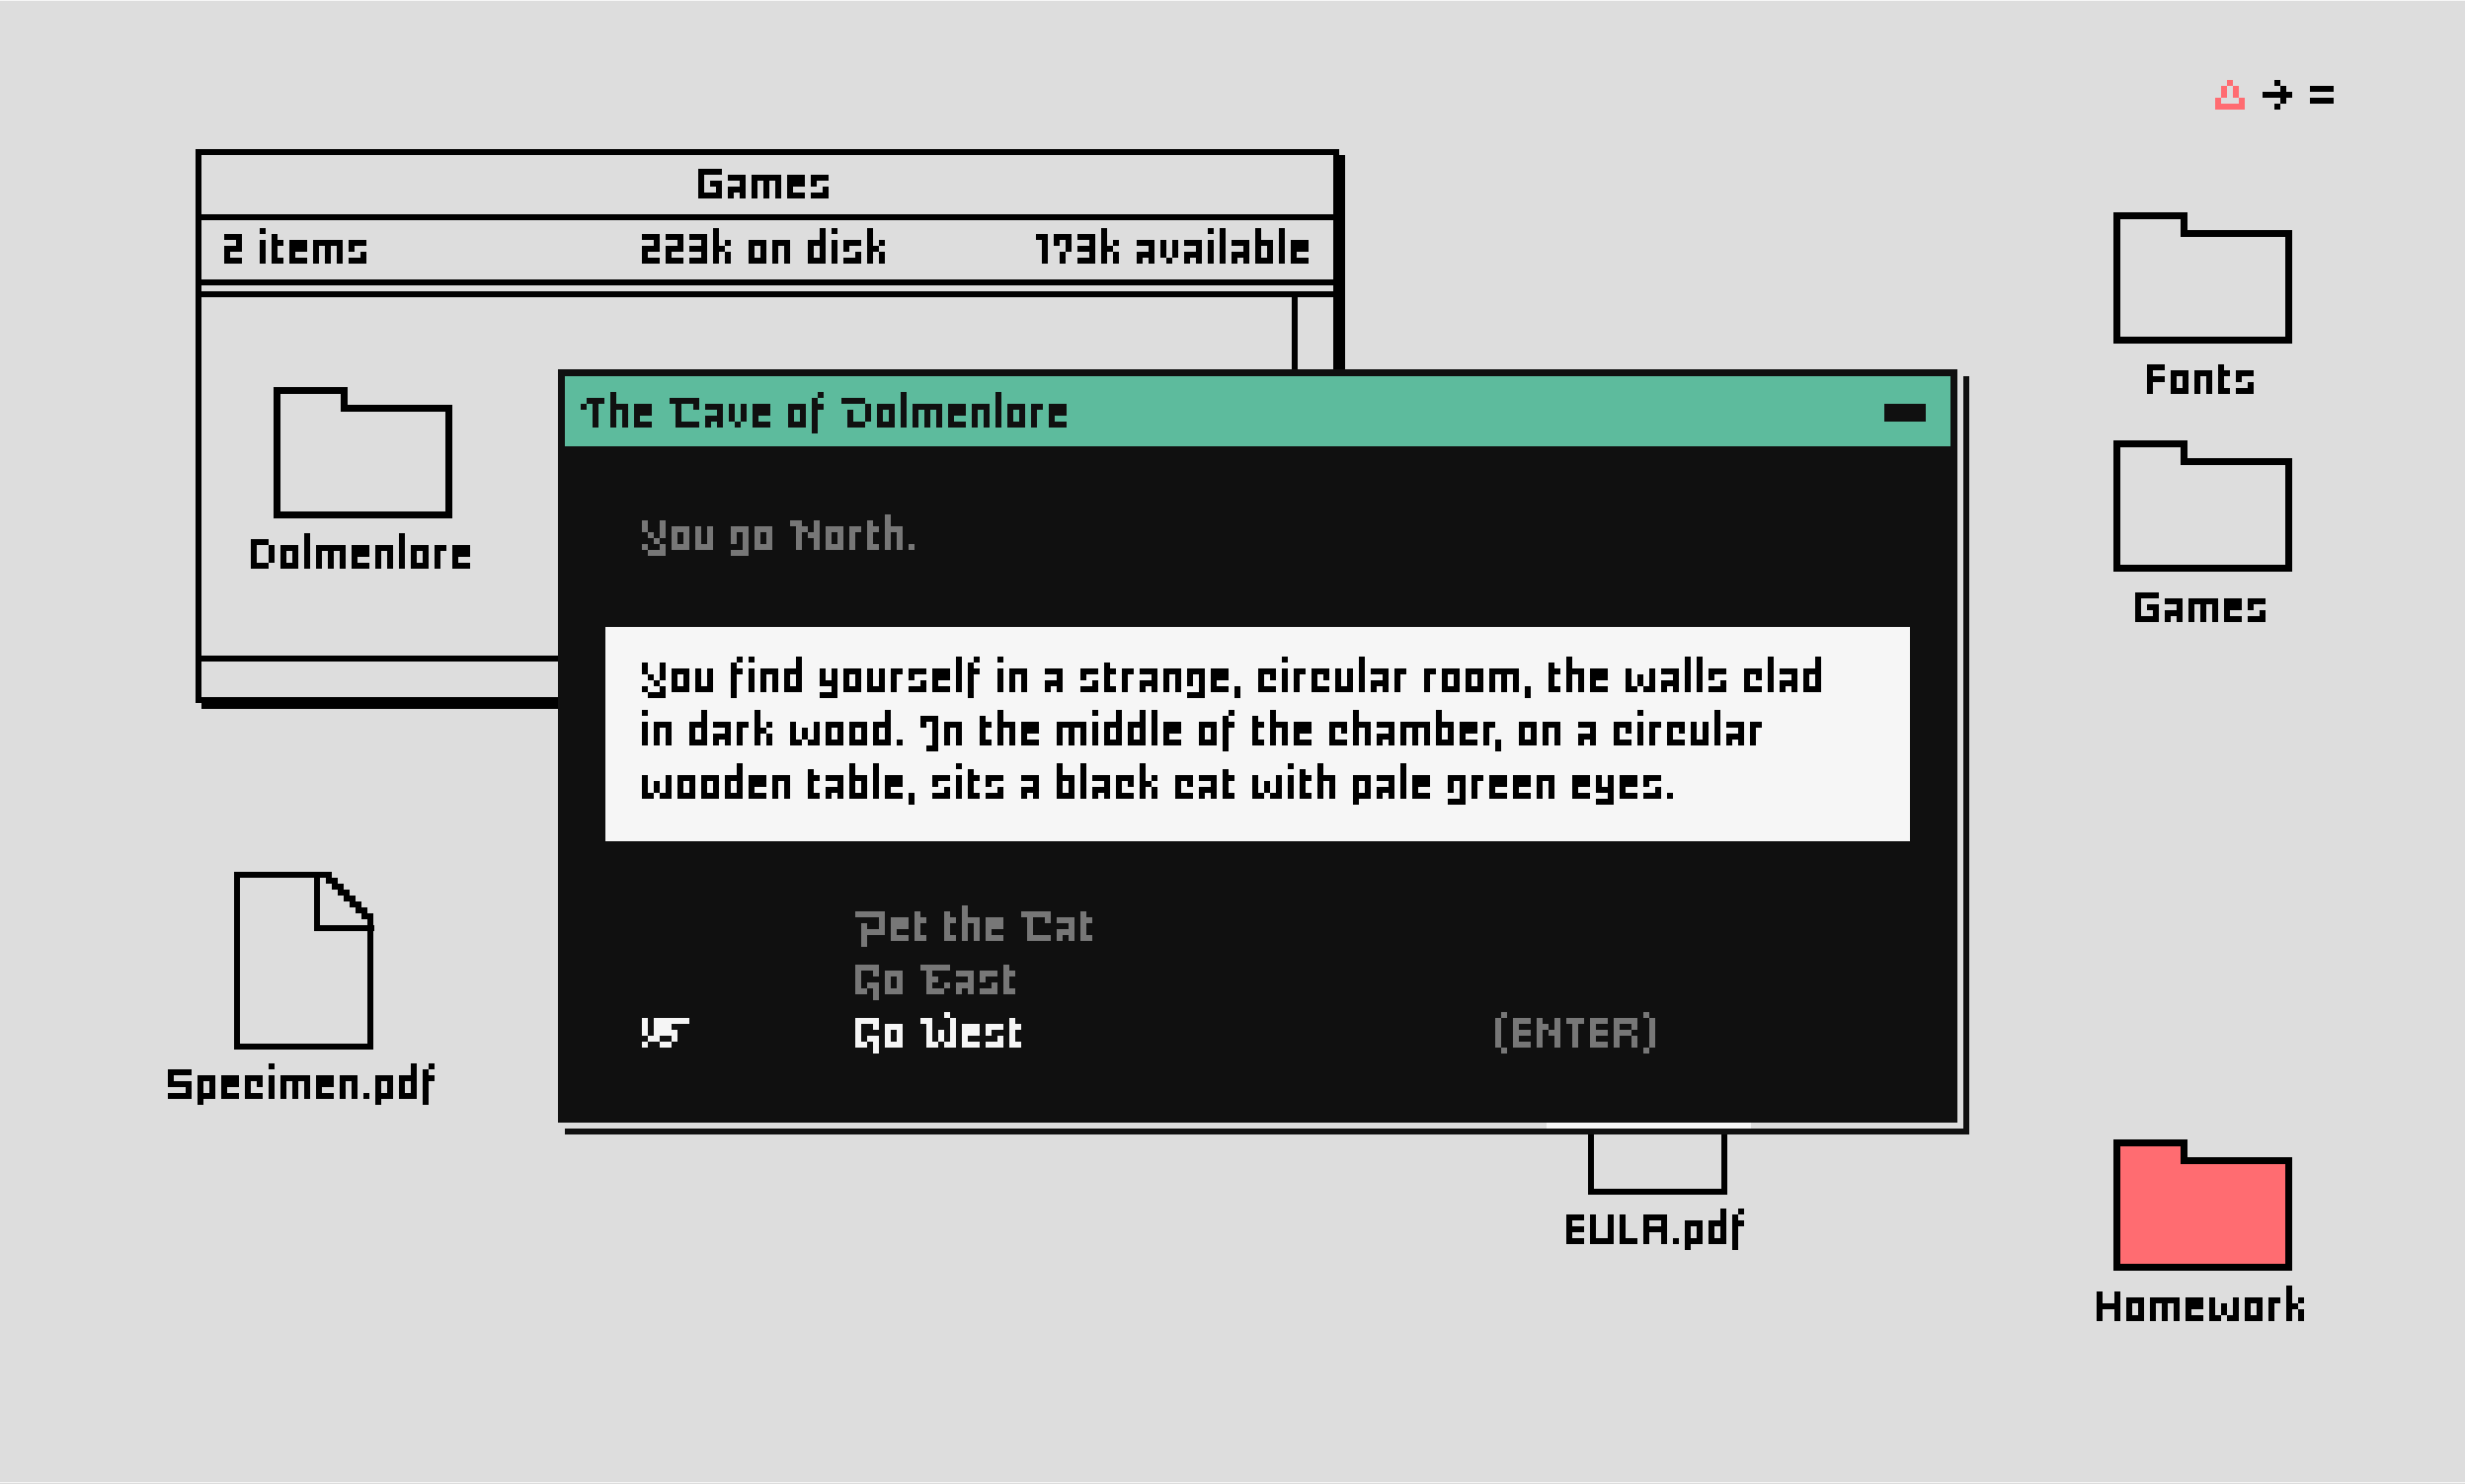 Games
2 items 223k on disk 173k available
Dolmenlore
The Cave of Dolmenlore
You go North.
You find yourself in a strange, circular room, the walls clad
in dark wood. In the middle of the chamber, on a circular
wooden table, sits a black cat with pale green eyes.
Pet the Cat
Go East
Go West (ENTER)
Specimen.pdf
EULA.pdf
Fonts
Games
Homework